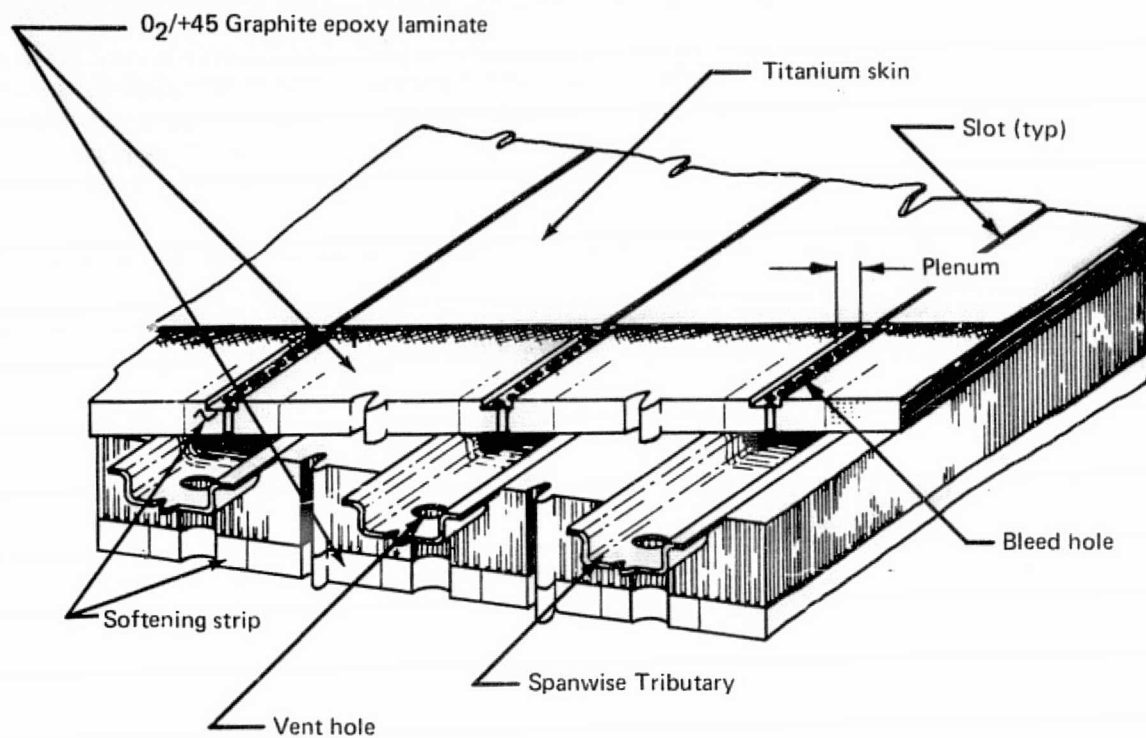 0₂/+45 Graphite epoxy laminate
Titanium skin
Slot (typ)
Plenum
Bleed hole
Softening strip
Spanwise Tributary
Vent hole